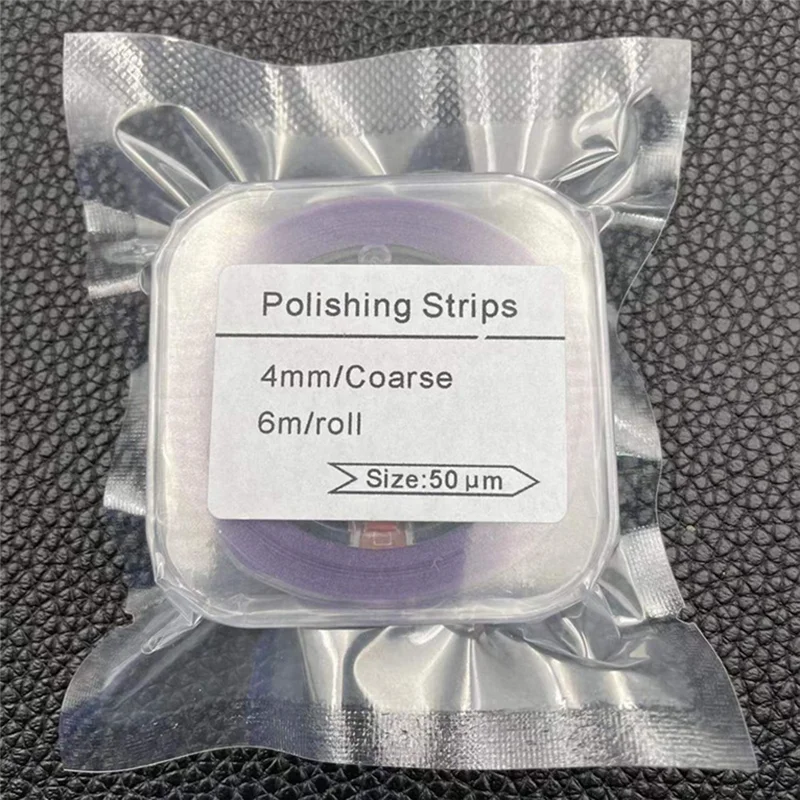 Polishing Strips
4mm/Coarse
6m/roll
Size:50 μm